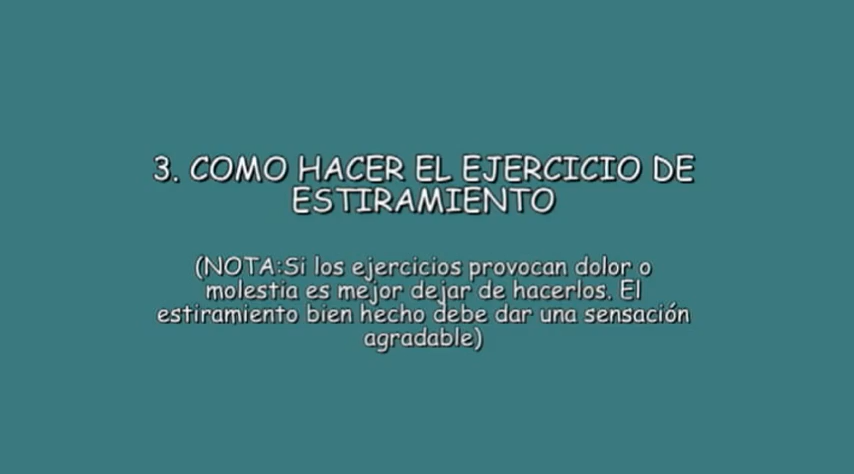 3. COMO HACER EL EJERCICIO DE
ESTIRAMIENTO
(NOTA:Si los ejercicios provocan dolor o
molestia es mejor dejar de hacerlos. El
estiramiento bien hecho debe dar una sensación
agradable)